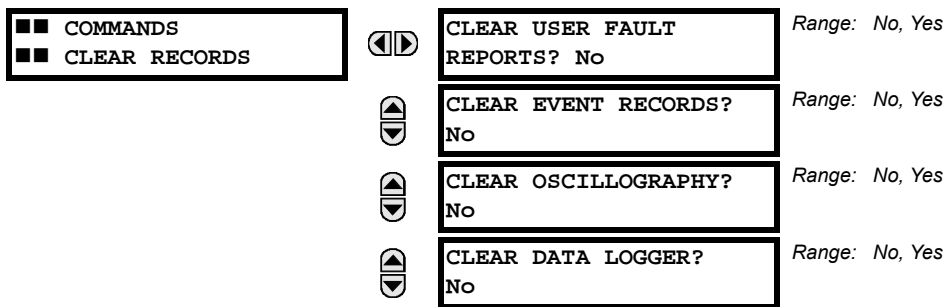 ■■ COMMANDS
■■ CLEAR RECORDS
CLEAR USER FAULT
REPORTS? No
Range: No, Yes
CLEAR EVENT RECORDS?
No
Range: No, Yes
CLEAR OSCILLOGRAPHY?
No
Range: No, Yes
CLEAR DATA LOGGER?
No
Range: No, Yes